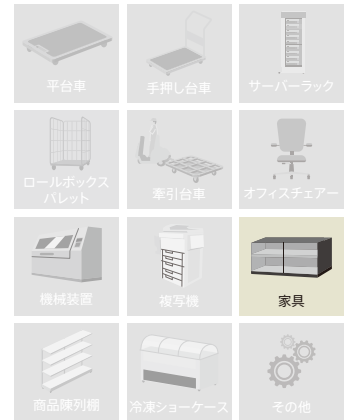 平台車
手押し台車
サーバーラック
ロールボックス
パレット
牽引台車
オフィスチェアー
機械装置
複写機
家具
商品陳列棚
冷凍ショーケース
その他